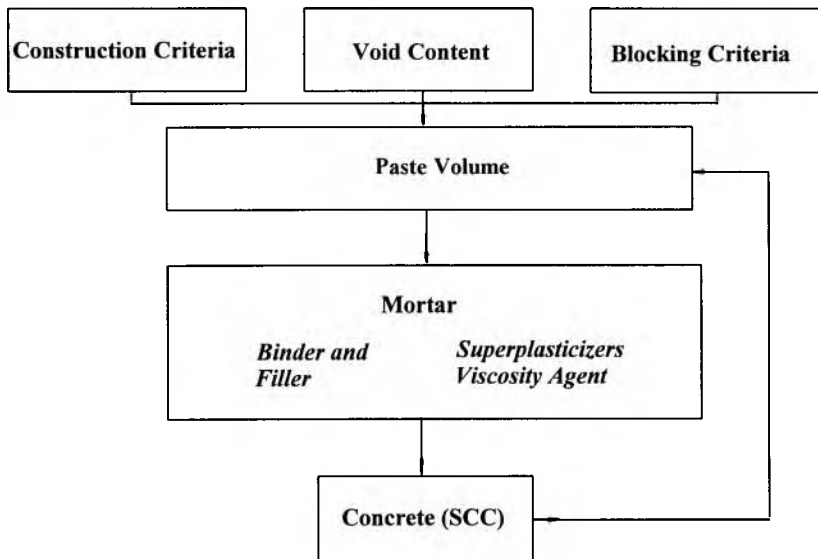 Construction Criteria
Void Content
Blocking Criteria
Paste Volume
Mortar
Binder and
Filler
Superplasticizers
Viscosity Agent
Concrete (SCC)